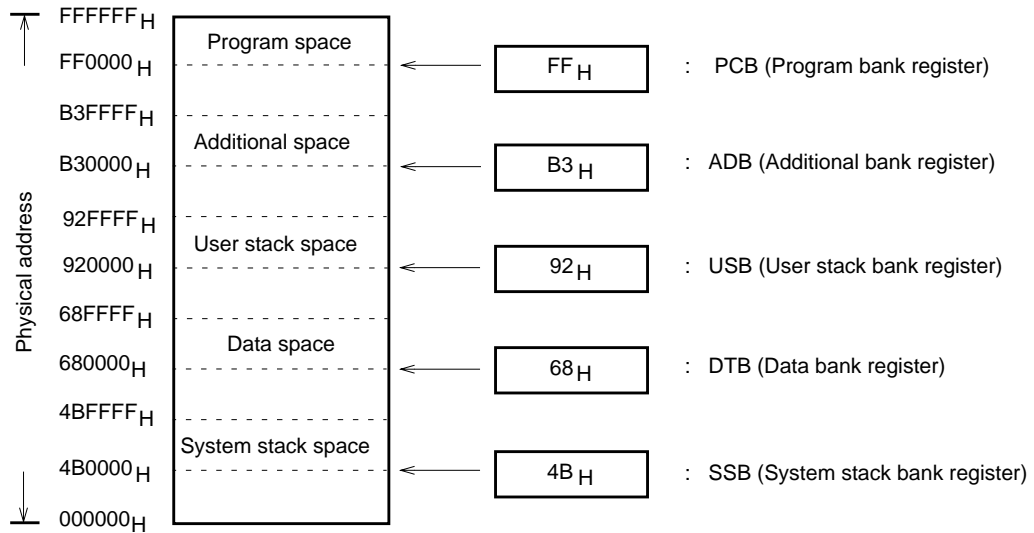 FFFFFFH
Program space
FF0000H
FFH
: PCB (Program bank register)
B3FFFFH
Additional space
B30000H
B3H
: ADB (Additional bank register)
92FFFFH
User stack space
920000H
92H
: USB (User stack bank register)
68FFFFH
Data space
680000H
68H
: DTB (Data bank register)
4BFFFFH
System stack space
4B0000H
4BH
: SSB (System stack bank register)
000000H
Physical address